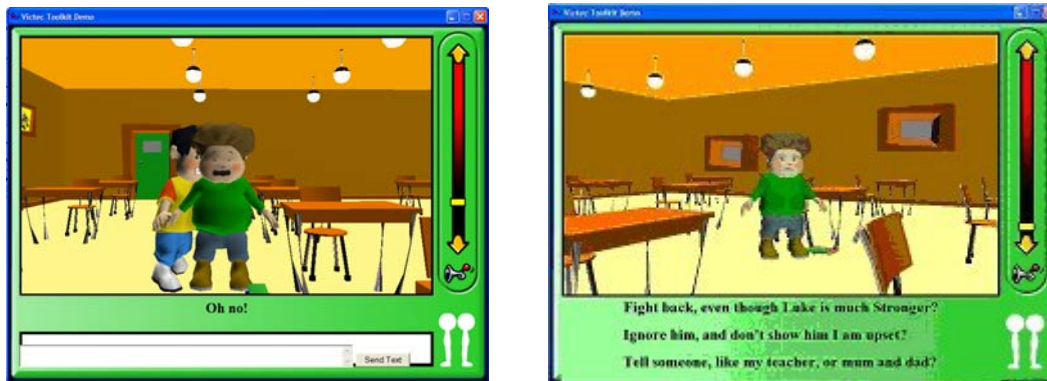 Victec Toolkit Demo
Oh no!
Send Text
Victec Toolkit Demo
Fight back, even though Luke is much Stronger?
Ignore him, and don't show him I am upset?
Tell someone, like my teacher, or mum and dad?